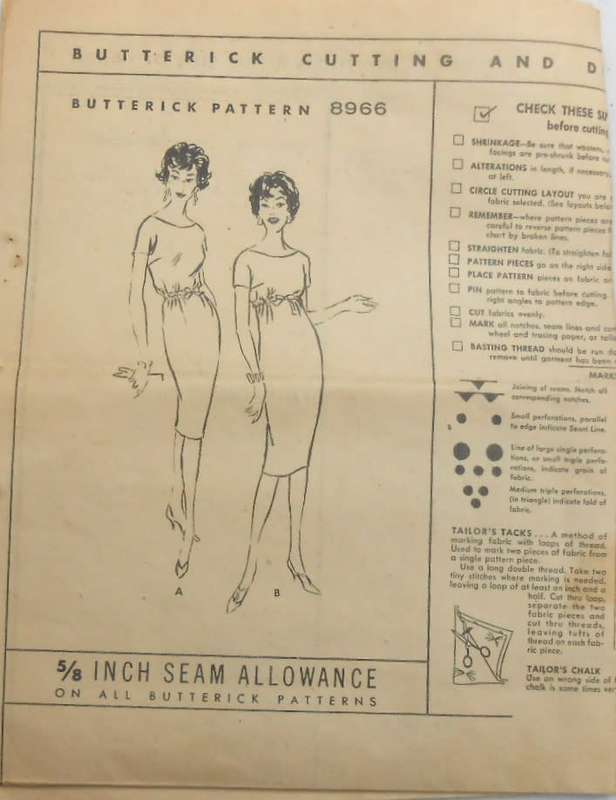 BUTTERICK CUTTING AND D
BUTTERICK PATTERN 8966
A
B
5/8 INCH SEAM ALLOWANCE
ON ALL BUTTERICK PATTERNS
CHECK THESE
before cutting
SHRINKAGE—Be sure that
facings are pre-shrunk before
ALTERATIONS in length, if necessary,
at left.
CIRCLE CUTTING LAYOUT you are
fabric selected. (See layouts below
REMEMBER—where pattern pieces are
careful to reverse pattern pieces
chart by broken lines.
STRAIGHTEN fabric. (To straighten
PATTERN PIECES go on the right side
PLACE PATTERN pieces on fabric
PIN pattern to fabric before cutting
right angles to pattern edge.
CUT fabrics evenly.
MARK all notches, seam lines and
wheel and tracing paper, or
BASTING THREAD should be run
remove until garment has been
MARK
Joining of seams. Match all
corresponding notches.
Small perforations, parallel
to edge indicate Seam Line.
Line of large single perfora-
tions, or small triple perfo-
rations, indicate grain of
fabric.
Medium triple perforations,
(in triangle) indicate fold of
fabric.
TAILOR'S TACKS . . . A method of
marking fabric with loops of thread.
Used to mark two pieces of fabric from
a single pattern piece.
Use a long double thread. Take two
tiny stitches where marking is needed,
leaving a loop of at least an inch and a
half. Cut thru loop,
separate the two
fabric pieces and
cut thru threads,
leaving tufts of
thread on each fab-
ric piece.
TAILOR'S CHALK
Use on wrong side of
chalk is some times